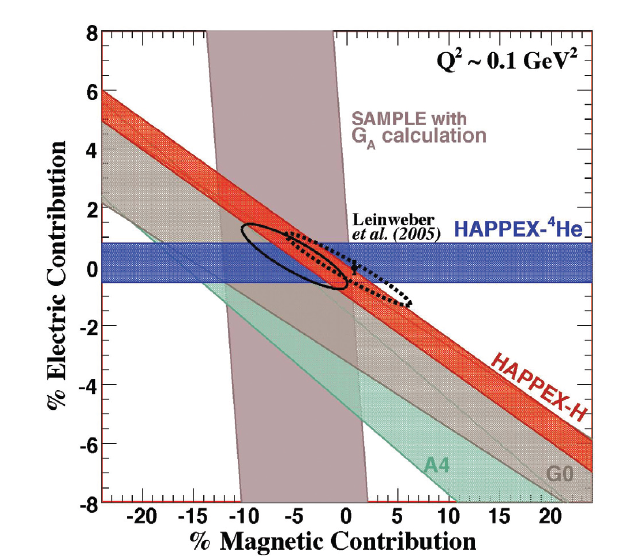 Q² ~ 0.1 GeV²
SAMPLE with
G_A calculation
Leinweber
et al. (2005)
HAPPEX-⁴He
HAPPEX-H
A4
G0
% Electric Contribution
8
6
4
2
0
-2
-4
-6
-8
-20 -15 -10 -5 0 5 10 15 20
% Magnetic Contribution